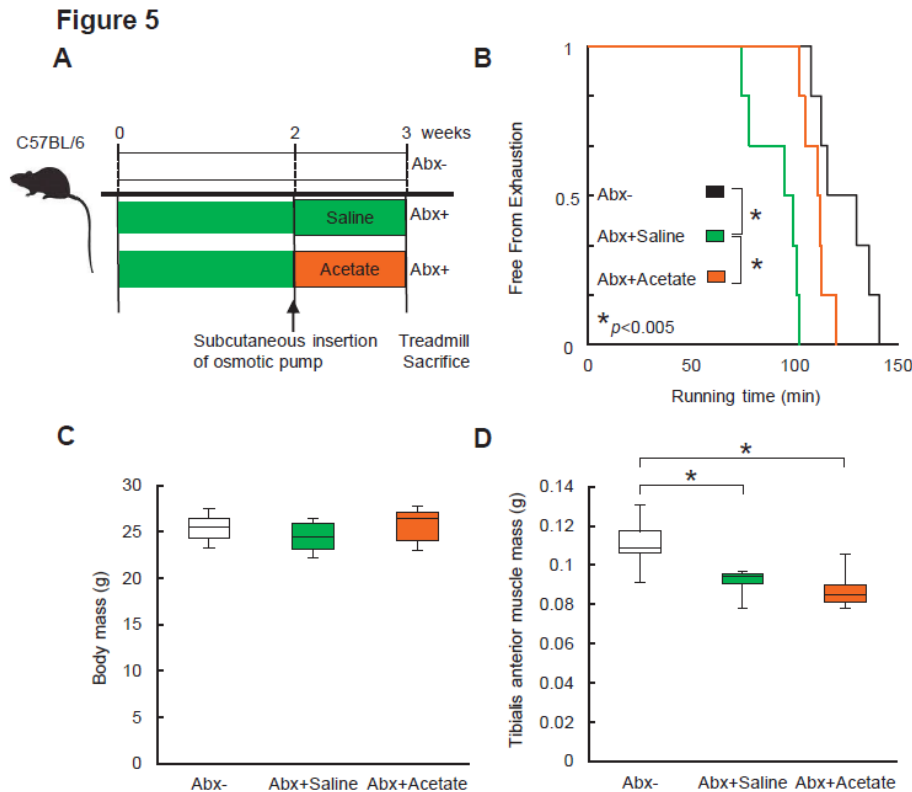 Figure 5
A
0 2 3 weeks
C57BL/6
Abx-
Saline Abx+
Acetate Abx+
Subcutaneous insertion
of osmotic pump
Treadmill
Sacrifice
B
1
0.5
0
Free From Exhaustion
Abx-
Abx+Saline
Abx+Acetate
*
*
*p<0.005
0 50 100 150
Running time (min)
C
30
25
20
15
10
5
0
Body mass (g)
Abx- Abx+Saline Abx+Acetate
D
*
*
0.14
0.12
0.1
0.08
0.06
0.04
0.02
0
Tibialis anterior muscle mass (g)
Abx- Abx+Saline Abx+Acetate